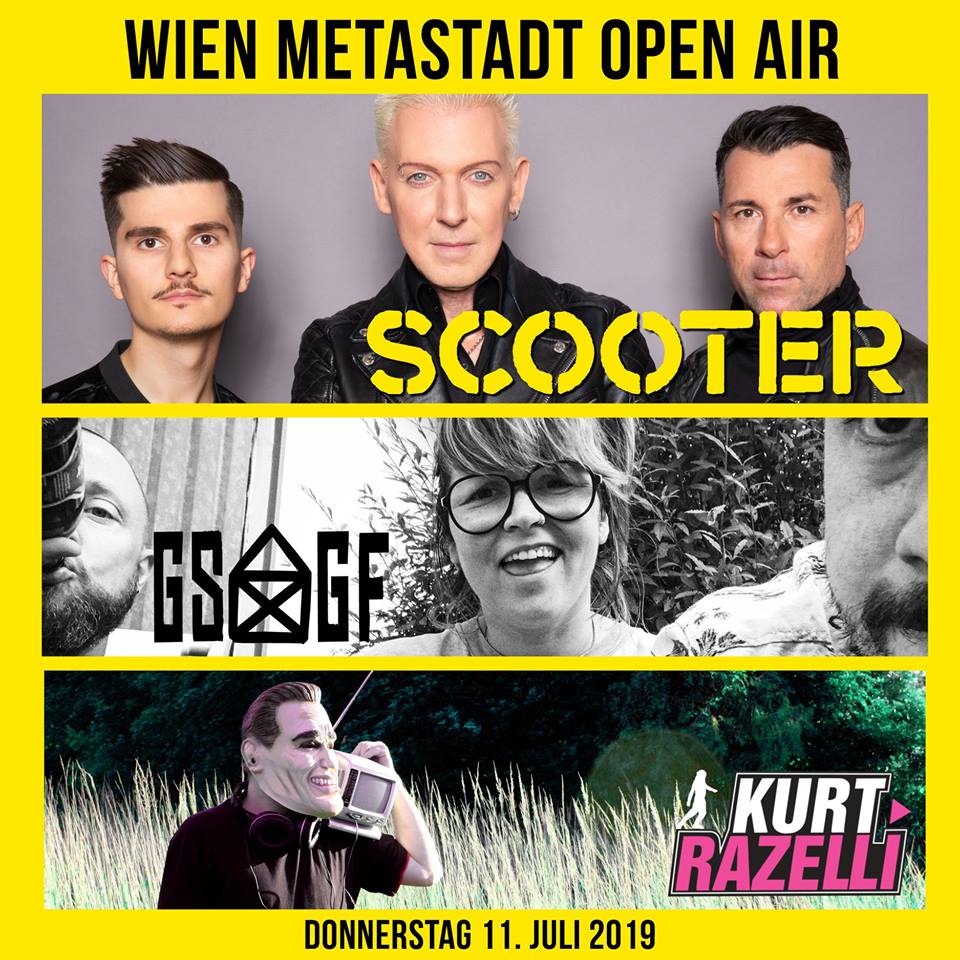 WIEN METASTADT OPEN AIR
SCOOTER
GS GF
KURT
RAZELLI
DONNERSTAG 11. JULI 2019